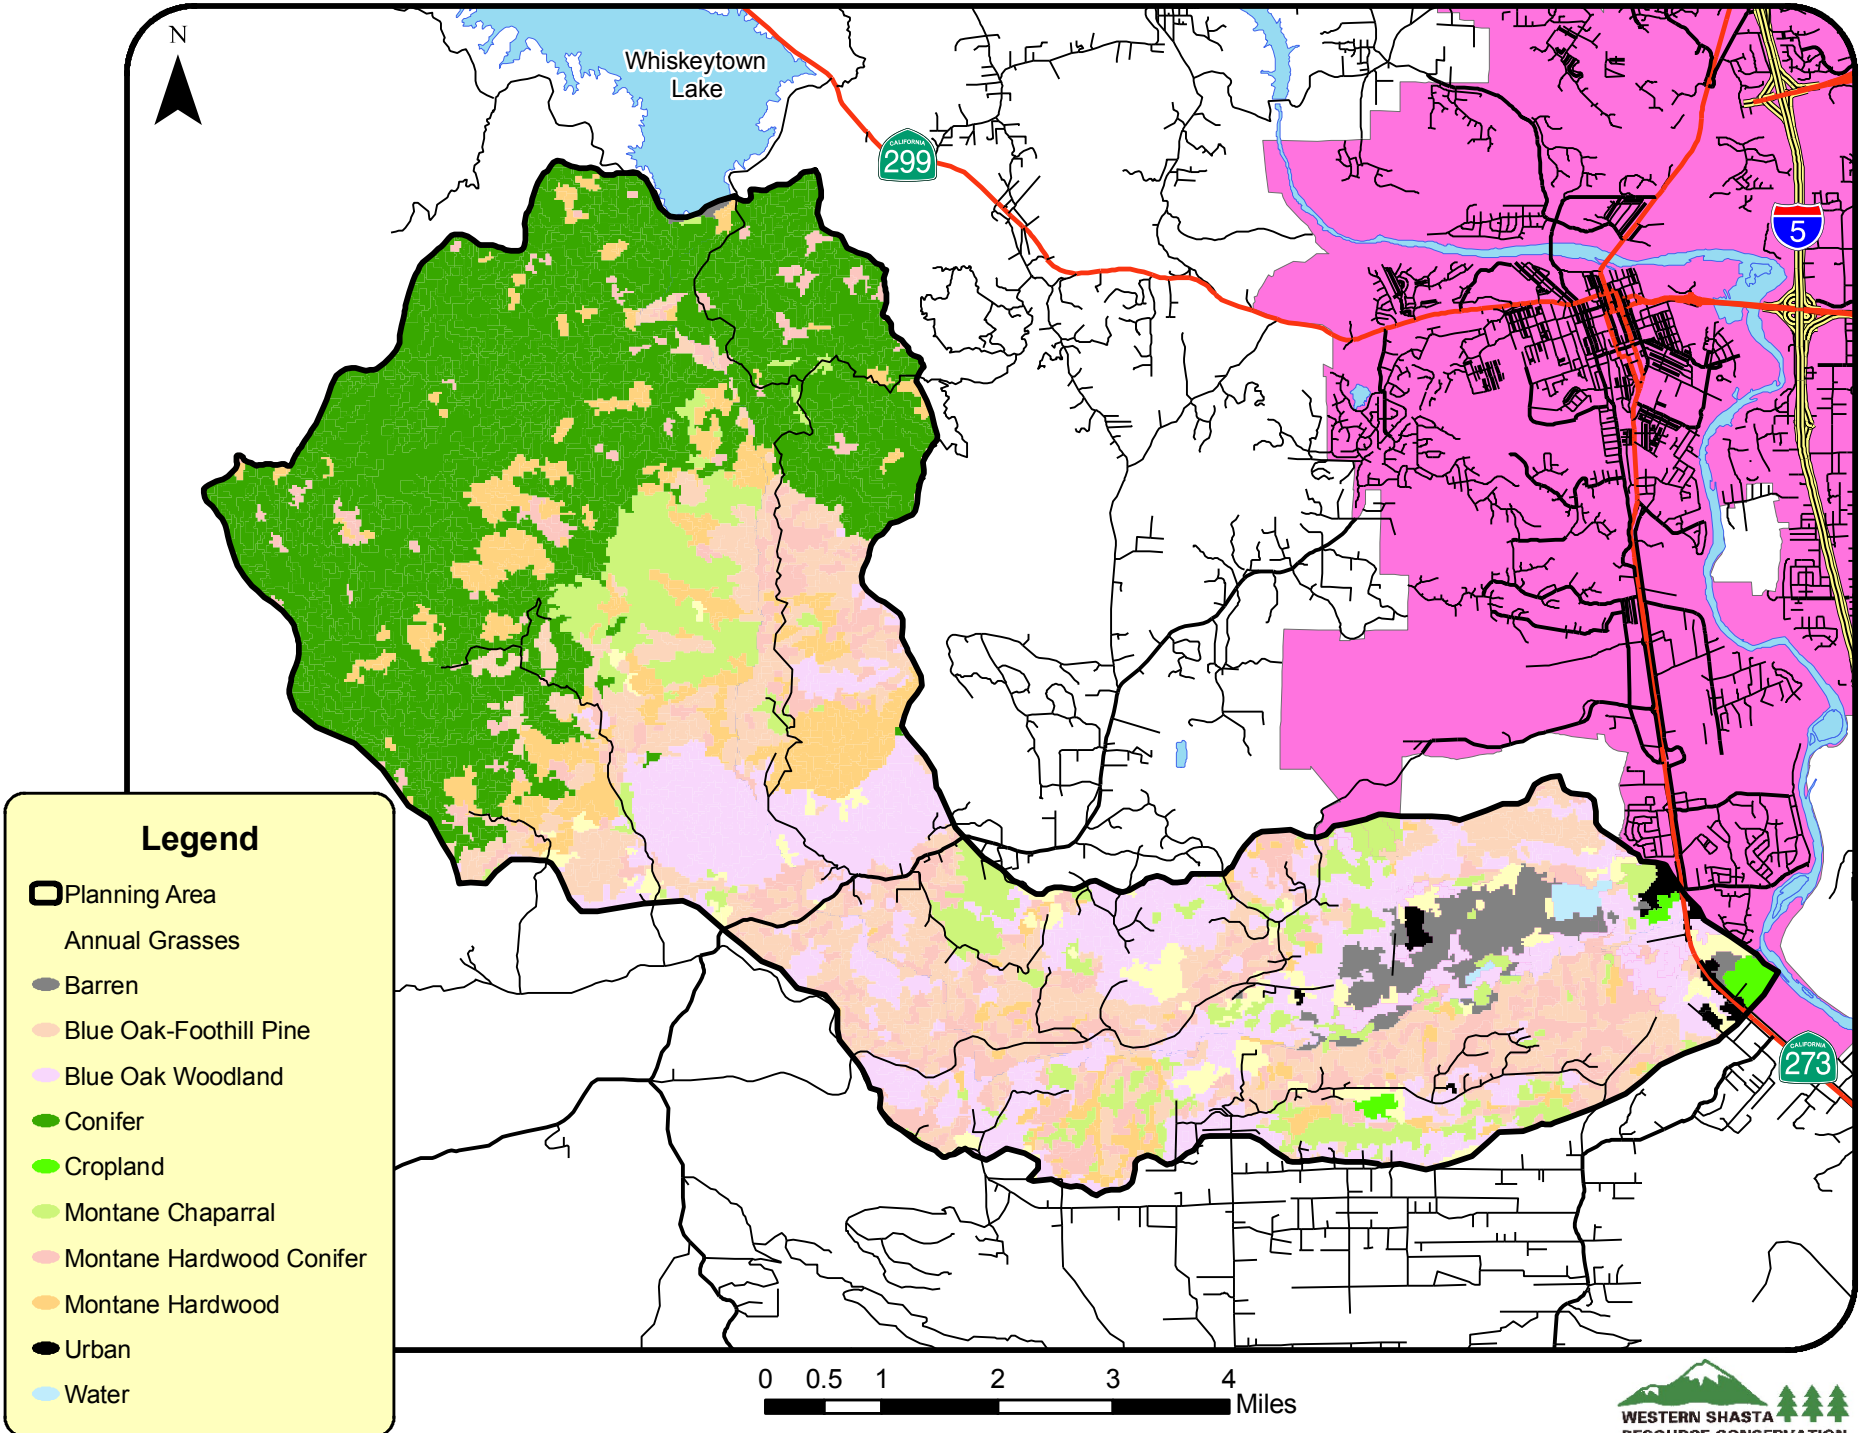 N
Whiskeytown
Lake
CALIFORNIA
299
5
Legend
Planning Area
Annual Grasses
Barren
Blue Oak-Foothill Pine
Blue Oak Woodland
Conifer
Cropland
Montane Chaparral
Montane Hardwood Conifer
Montane Hardwood
Urban
Water
CALIFORNIA
273
0 0.5 1 2 3 4
Miles
WESTERN SHASTA
RESOURCE CONSERVATION